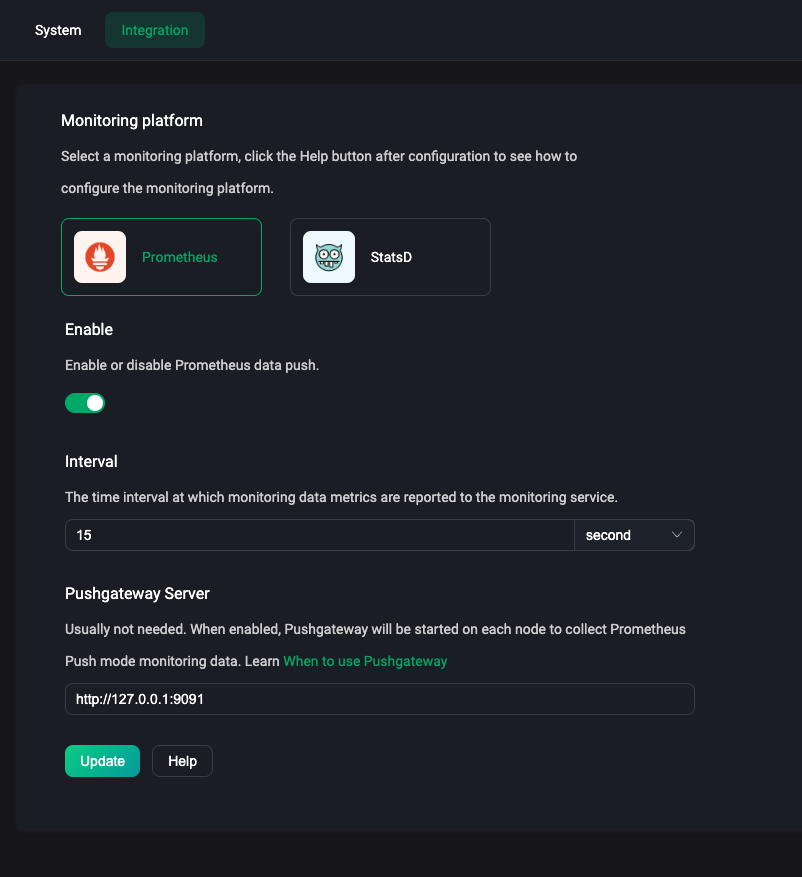 System
Integration
Monitoring platform
Select a monitoring platform, click the Help button after configuration to see how to
configure the monitoring platform.
Prometheus
StatsD
Enable
Enable or disable Prometheus data push.
Interval
The time interval at which monitoring data metrics are reported to the monitoring service.
15
second
Pushgateway Server
Usually not needed. When enabled, Pushgateway will be started on each node to collect Prometheus
Push mode monitoring data. Learn When to use Pushgateway
http://127.0.0.1:9091
Update
Help